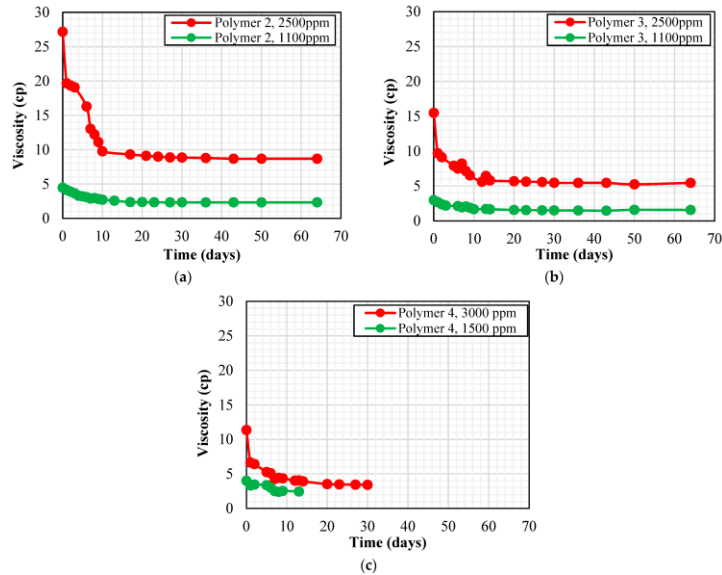 30
25
20
15
10
5
0
Viscosity (cp)
Polymer 2, 2500ppm
Polymer 2, 1100ppm
0 10 20 30 40 50 60 70
Time (days)
(a)
30
25
20
15
10
5
0
Viscosity (cp)
Polymer 3, 2500ppm
Polymer 3, 1100ppm
0 10 20 30 40 50 60 70
Time (days)
(b)
30
25
20
15
10
5
0
Viscosity (cp)
Polymer 4, 3000 ppm
Polymer 4, 1500 ppm
0 10 20 30 40 50 60 70
Time (days)
(c)